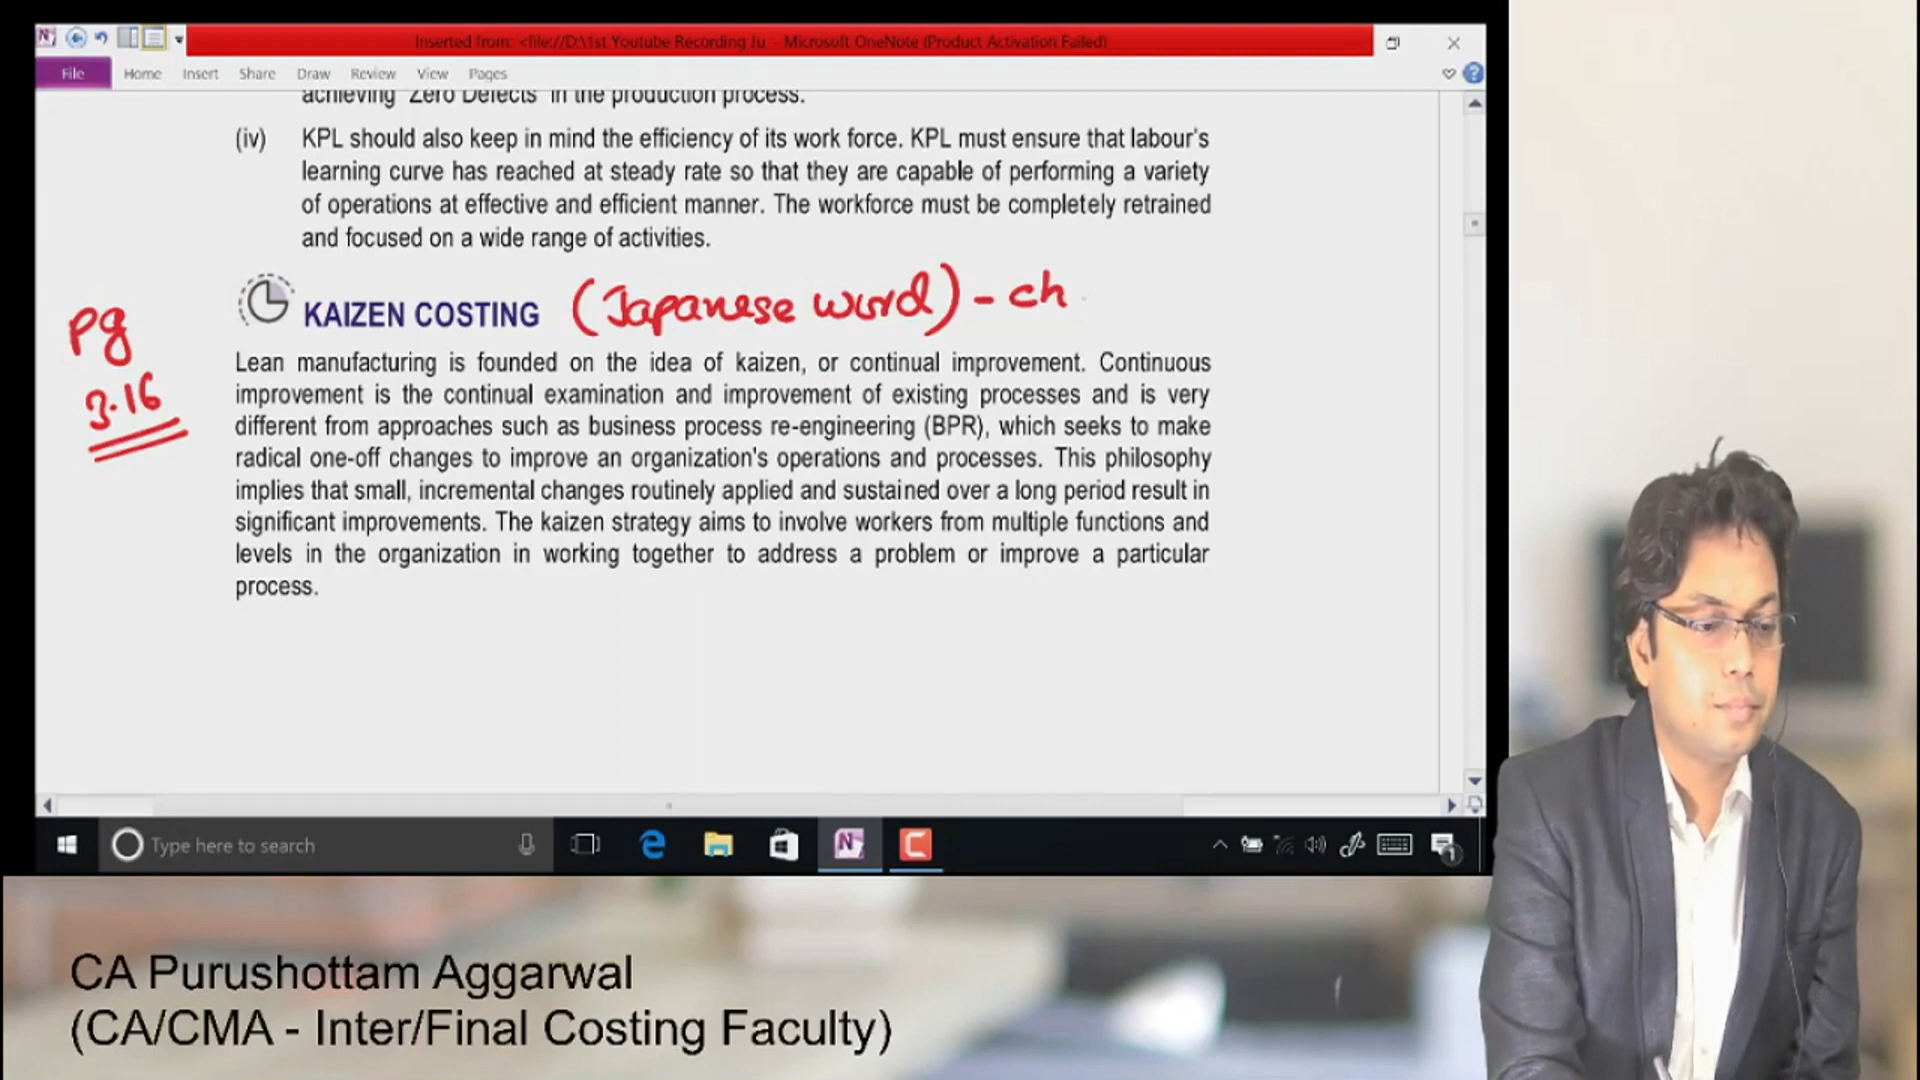 Inserted from: <file://D:\1st Youtube Recording Ju - Microsoft OneNote (Product Activation Failed)
File Home Insert Share Draw Review View Pages
achieving 'Zero Defects' in the production process.
(iv) KPL should also keep in mind the efficiency of its work force. KPL must ensure that labour's
learning curve has reached at steady rate so that they are capable of performing a variety
of operations at effective and efficient manner. The workforce must be completely retrained
and focused on a wide range of activities.
KAIZEN COSTING (Japanese word) - ch
pg
3.16
Lean manufacturing is founded on the idea of kaizen, or continual improvement. Continuous
improvement is the continual examination and improvement of existing processes and is very
different from approaches such as business process re-engineering (BPR), which seeks to make
radical one-off changes to improve an organization's operations and processes. This philosophy
implies that small, incremental changes routinely applied and sustained over a long period result in
significant improvements. The kaizen strategy aims to involve workers from multiple functions and
levels in the organization in working together to address a problem or improve a particular
process.
Type here to search
1
CA Purushottam Aggarwal
(CA/CMA - Inter/Final Costing Faculty)